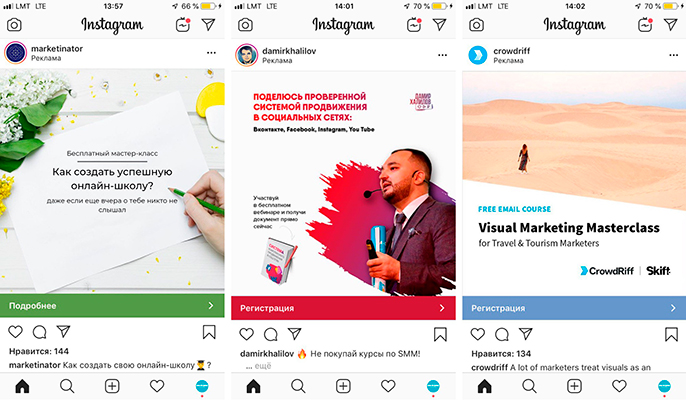 LMT LTE
13:57
66 %
Instagram
marketinator
Реклама
Бесплатный мастер-класс
Как создать успешную
онлайн-школу?
даже если еще вчера о тебе никто не
слышал
Подробнее
Нравится: 144
marketinator Как создать свою онлайн-школу👨‍🎓?
LMT LTE
14:01
70 %
Instagram
damirkhalilov
Реклама
ПОДЕЛЮСЬ ПРОВЕРЕННОЙ
СИСТЕМОЙ ПРОДВИЖЕНИЯ
В СОЦИАЛЬНЫХ СЕТЯХ:
Вконтакте, Facebook, Instagram, You Tube
ДАМИР
ХАЛИЛОВ
Участвуй
в бесплатном
вебинаре и получи
документ прямо
сейчас
Регистрация
damirkhalilov 🔥 Не покупай курсы по SMM!
... ещё
LMT LTE
14:02
70 %
Instagram
crowdriff
Реклама
FREE EMAIL COURSE
Visual Marketing Masterclass
for Travel & Tourism Marketers
CrowdRiff
Skift
Регистрация
Нравится: 134
crowdriff A lot of marketers treat visuals as an